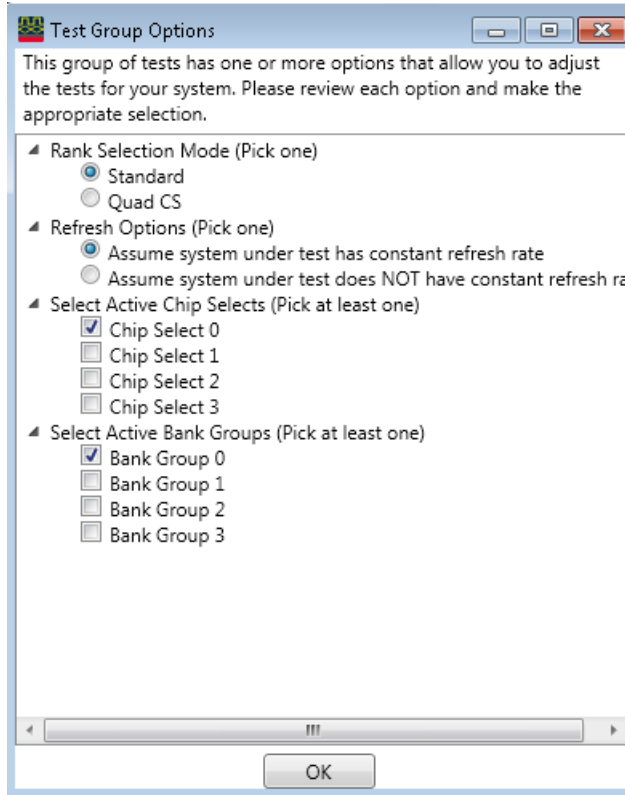 Test Group Options
This group of tests has one or more options that allow you to adjust
the tests for your system. Please review each option and make the
appropriate selection.
Rank Selection Mode (Pick one)
Standard
Quad CS
Refresh Options (Pick one)
Assume system under test has constant refresh rate
Assume system under test does NOT have constant refresh ra
Select Active Chip Selects (Pick at least one)
Chip Select 0
Chip Select 1
Chip Select 2
Chip Select 3
Select Active Bank Groups (Pick at least one)
Bank Group 0
Bank Group 1
Bank Group 2
Bank Group 3
OK